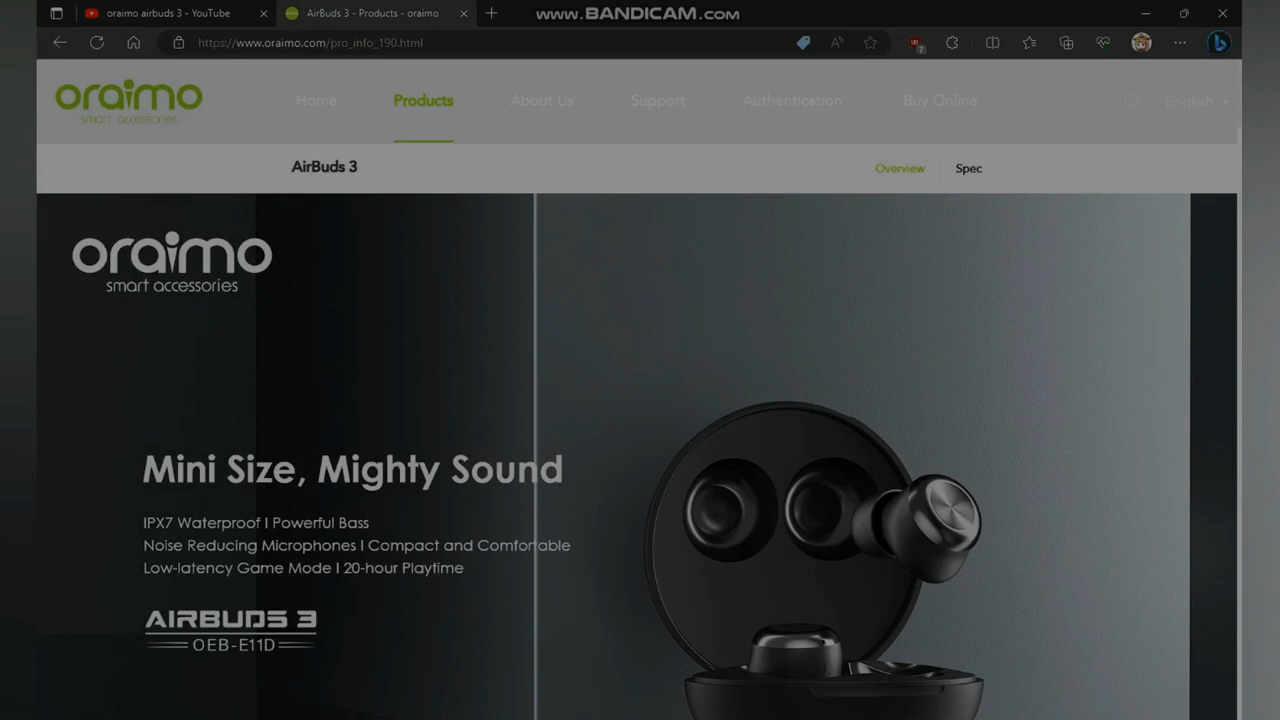 oraimo airbuds 3 - YouTube
AirBuds 3 - Products - oraimo
www.BANDICAM.com
https://www.oraimo.com/pro_info_190.html
7
oraimo
smart accessories
Home
Products
About Us
Support
Authentication
Buy Online
English
AirBuds 3
Overview
Spec
oraimo
smart accessories
Mini Size, Mighty Sound
IPX7 Waterproof I Powerful Bass
Noise Reducing Microphones I Compact and Comfortable
Low-latency Game Mode I 20-hour Playtime
AIRBUDS 3
OEB-E11D